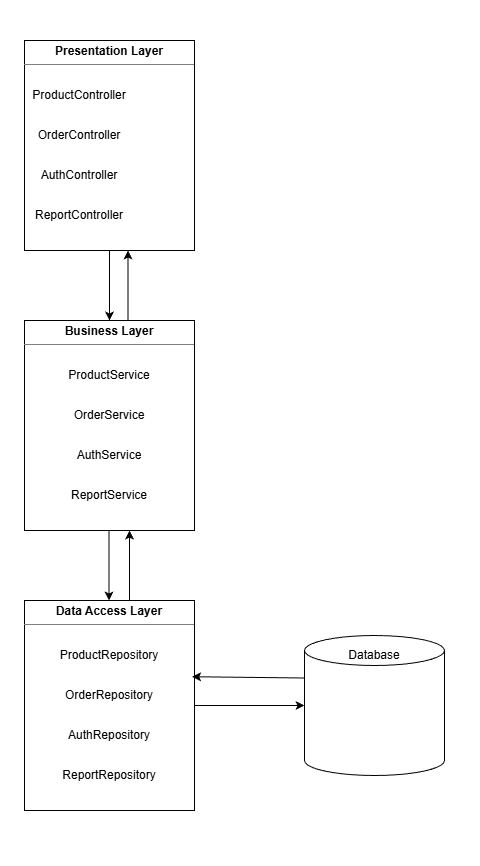 Presentation Layer
ProductController
OrderController
AuthController
ReportController
Business Layer
ProductService
OrderService
AuthService
ReportService
Data Access Layer
ProductRepository
OrderRepository
AuthRepository
ReportRepository
Database